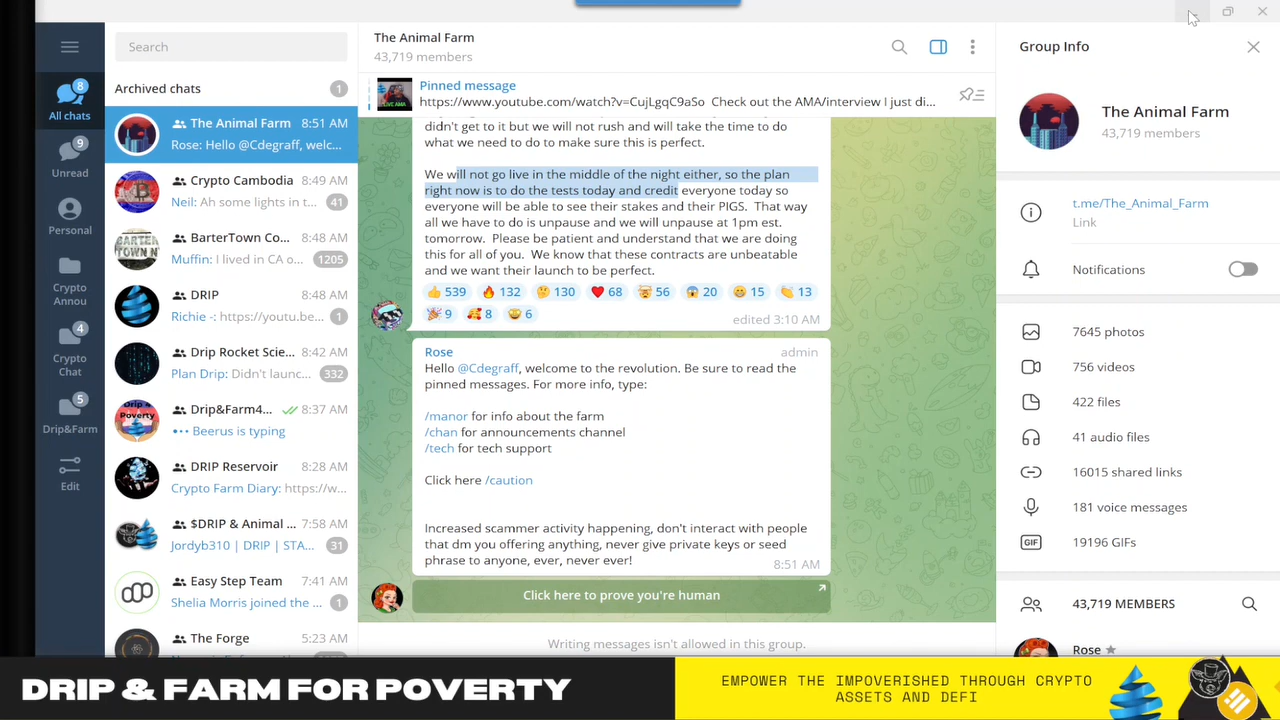 Search
Archived chats
1
8
All chats
9
Unread
Personal
Crypto
Annou
4
Crypto
Chat
5
Drip&Farm
Edit
The Animal Farm 8:51 AM
Rose: Hello @Cdegraff, welc...
Crypto Cambodia 8:49 AM
Neil: Ah some lights in t... 41
BarterTown Co... 8:48 AM
Muffin: I lived in CA o... 1205
DRIP 8:48 AM
Richie -: https://youtu.be... 1
Drip Rocket Scie... 8:42 AM
Plan Drip: Didn't launc... 332
Drip&Farm4... 8:37 AM
Beerus is typing
DRIP Reservoir 8:28 AM
Crypto Farm Diary: https://w...
$DRIP & Animal ... 7:58 AM
Jordyb310 | DRIP | STA... 31
Easy Step Team 7:41 AM
Shelia Morris joined the ... 1
The Forge 5:23 AM
The Animal Farm
43,719 members
Pinned message
https://www.youtube.com/watch?v=CujLgqC9aSo Check out the AMA/interview I just di...
LIVE AMA
didn't get to it but we will not rush and will take the time to do
what we need to do to make sure this is perfect.
We will not go live in the middle of the night either, so the plan
right now is to do the tests today and credit everyone today so
everyone will be able to see their stakes and their PIGS. That way
all we have to do is unpause and we will unpause at 1pm est.
tomorrow. Please be patient and understand that we are doing
this for all of you. We know that these contracts are unbeatable
and we want their launch to be perfect.
539 132 130 68 56 20 15 13
9 8 6
edited 3:10 AM
Rose admin
Hello @Cdegraff, welcome to the revolution. Be sure to read the
pinned messages. For more info, type:
/manor for info about the farm
/chan for announcements channel
/tech for tech support
Click here /caution
Increased scammer activity happening, don't interact with people
that dm you offering anything, never give private keys or seed
phrase to anyone, ever, never ever!
8:51 AM
Click here to prove you're human
Writing messages isn't allowed in this group.
Group Info
The Animal Farm
43,719 members
t.me/The_Animal_Farm
Link
Notifications
7645 photos
756 videos
422 files
41 audio files
16015 shared links
181 voice messages
GIF
19196 GIFs
43,719 MEMBERS
Rose
DRIP & FARM FOR POVERTY
EMPOWER THE IMPOVERISHED THROUGH CRYPTO
ASSETS AND DEFI